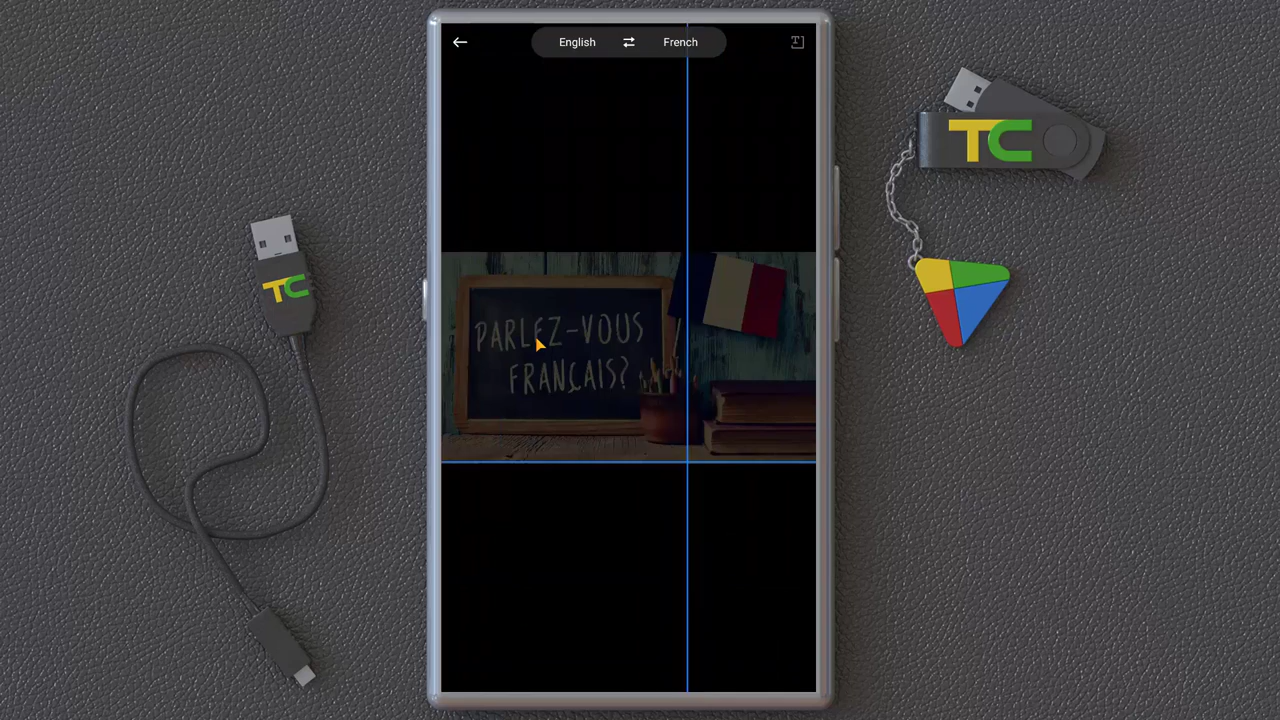 English French
TC
TC
PARLEZ-VOUS
FRANÇAIS?